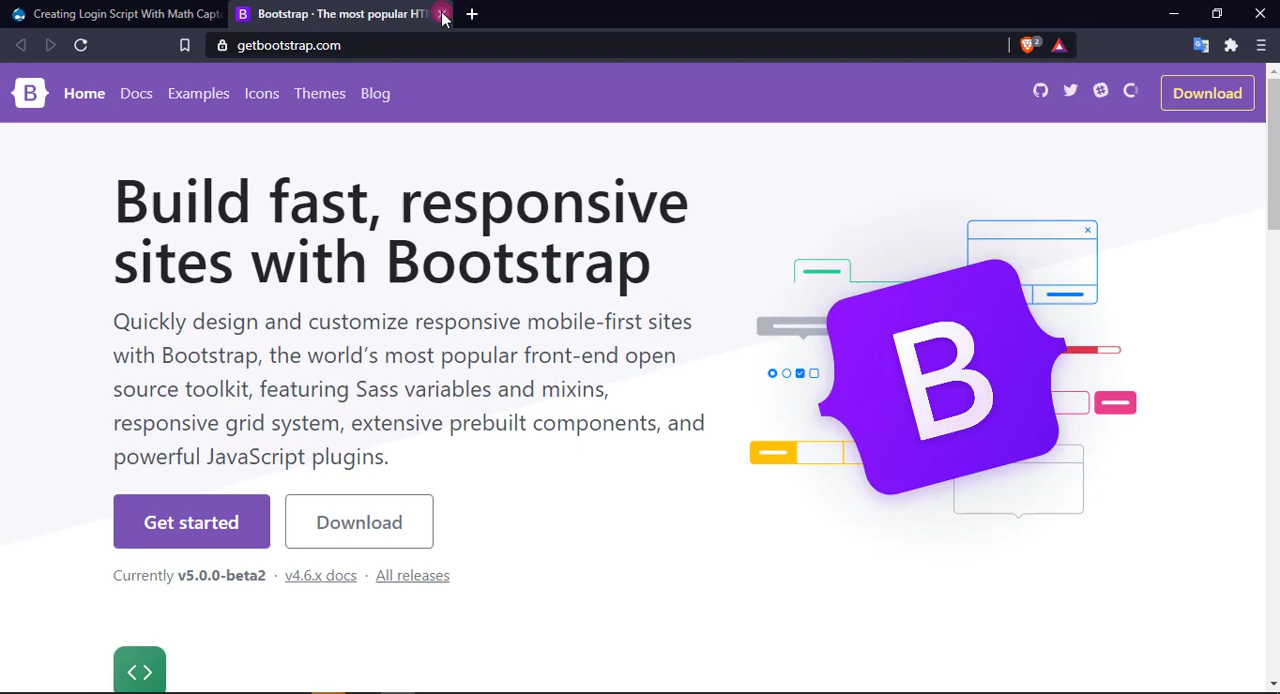 Creating Login Script With Math Capt
Bootstrap · The most popular HT
getbootstrap.com
2
B Home Docs Examples Icons Themes Blog Download
Build fast, responsive
sites with Bootstrap
Quickly design and customize responsive mobile-first sites
with Bootstrap, the world’s most popular front-end open
source toolkit, featuring Sass variables and mixins,
responsive grid system, extensive prebuilt components, and
powerful JavaScript plugins.
B
Get started Download
Currently v5.0.0-beta2 · v4.6.x docs · All releases